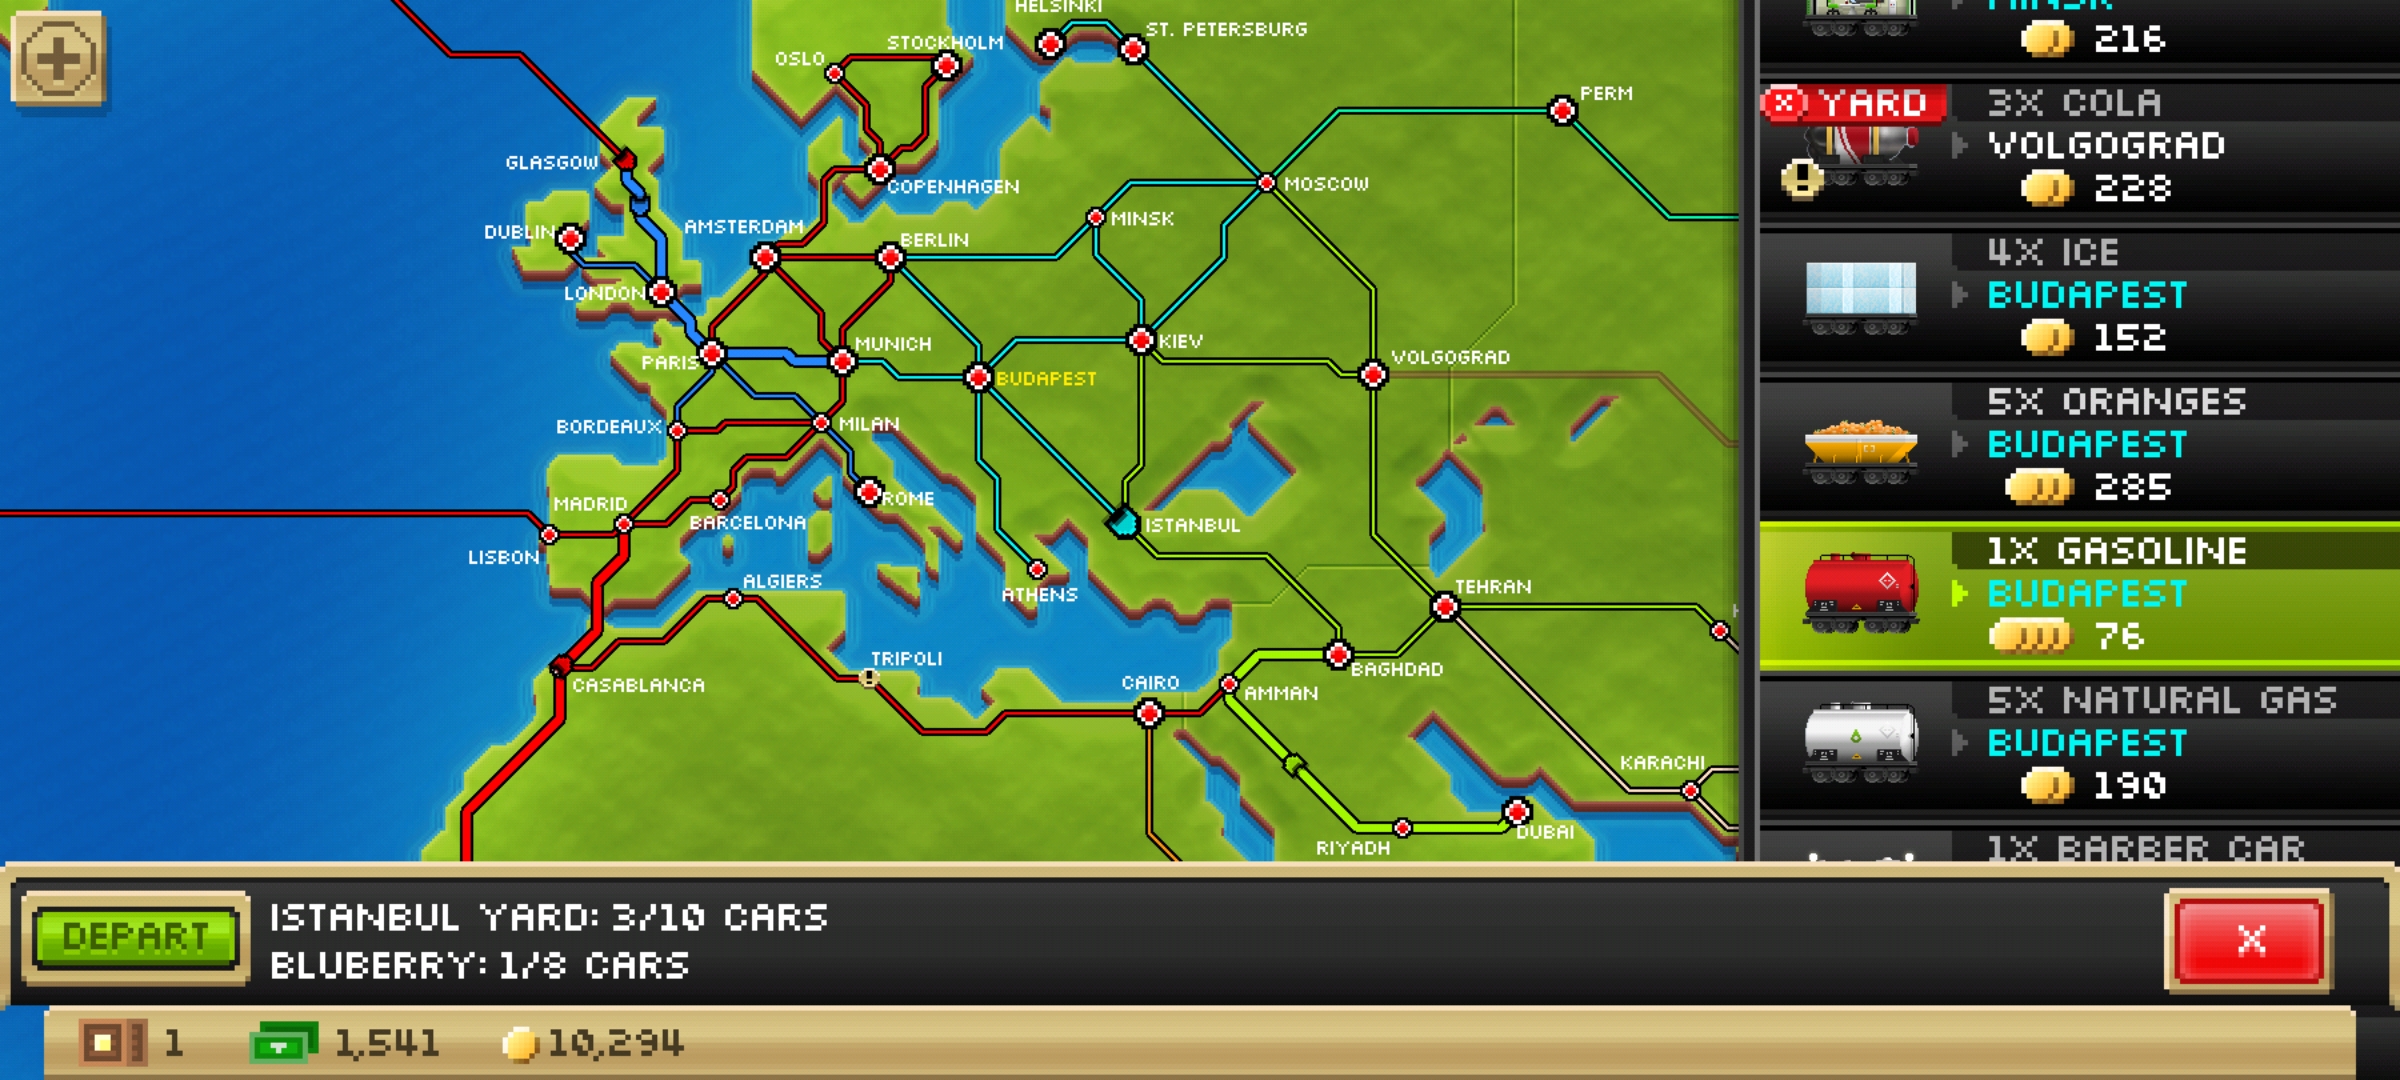 HELSINKI
ST. PETERSBURG
STOCKHOLM
OSLO
PERM
GLASGOW
COPENHAGEN
MOSCOW
DUBLIN
AMSTERDAM
BERLIN
MINSK
LONDON
PARIS
MUNICH
KIEV
VOLGOGRAD
BUDAPEST
BORDEAUX
MILAN
MADRID
BARCELONA
ROME
ISTANBUL
LISBON
ALGIERS
ATHENS
TEHRAN
TRIPOLI
CASABLANCA
CAIRO
AMMAN
BAGHDAD
KARACHI
RIYADH
DUBAI
MINSK
216
YARD
3X COLA
VOLGOGRAD
228
4X ICE
BUDAPEST
152
5X ORANGES
BUDAPEST
285
1X GASOLINE
BUDAPEST
76
5X NATURAL GAS
BUDAPEST
190
1X BARBER CAR
DEPART
ISTANBUL YARD: 3/10 CARS
BLUBERRY: 1/8 CARS
X
1
1,541
10,294